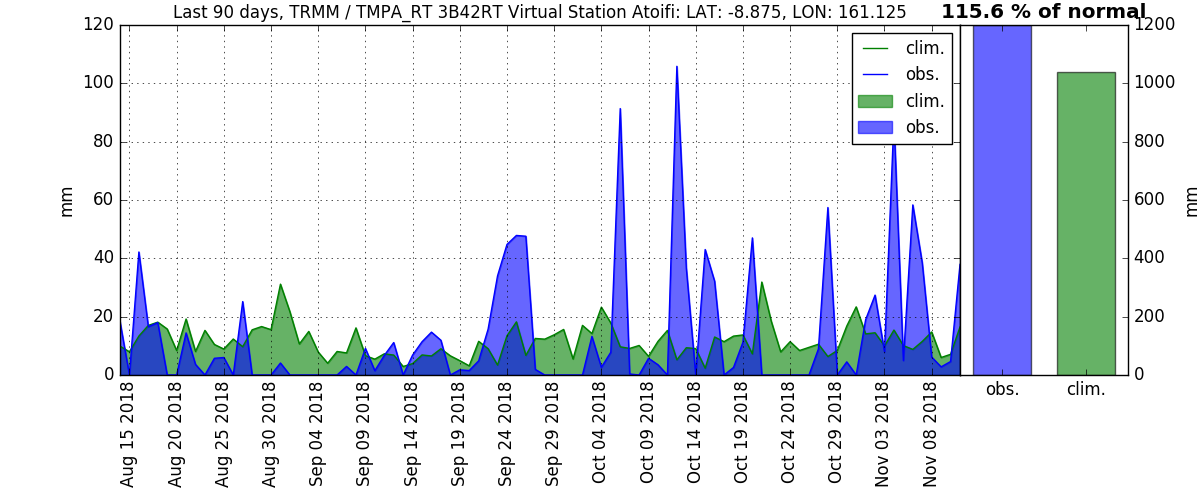 Last 90 days, TRMM / TMPA_RT 3B42RT Virtual Station Atoifi: LAT: -8.875, LON: 161.125
115.6 % of normal
120
100
80
60
40
20
0
mm
clim.
obs.
clim.
obs.
1200
1000
800
600
400
200
0
mm
Aug 15 2018
Aug 20 2018
Aug 25 2018
Aug 30 2018
Sep 04 2018
Sep 09 2018
Sep 14 2018
Sep 19 2018
Sep 24 2018
Sep 29 2018
Oct 04 2018
Oct 09 2018
Oct 14 2018
Oct 19 2018
Oct 24 2018
Oct 29 2018
Nov 03 2018
Nov 08 2018
obs.
clim.